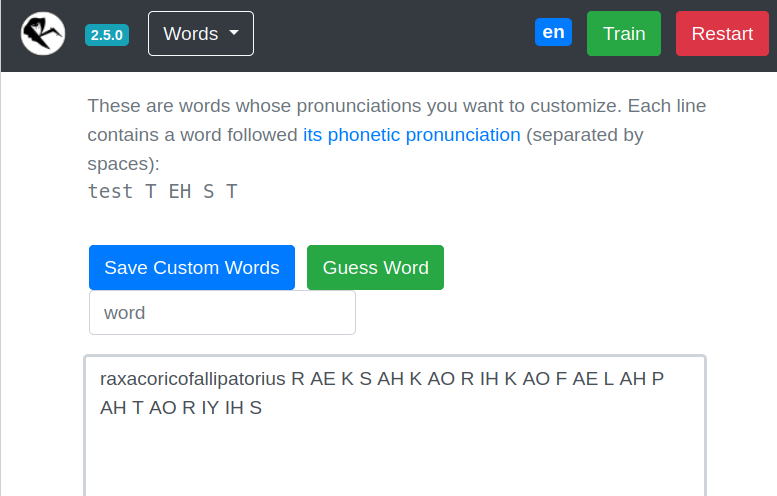 2.5.0 Words en Train Restart
These are words whose pronunciations you want to customize. Each line
contains a word followed its phonetic pronunciation (separated by
spaces):
test T EH S T
Save Custom Words Guess Word
word
raxacoricofallipatorius R AE K S AH K AO R IH K AO F AE L AH P
AH T AO R IY IH S